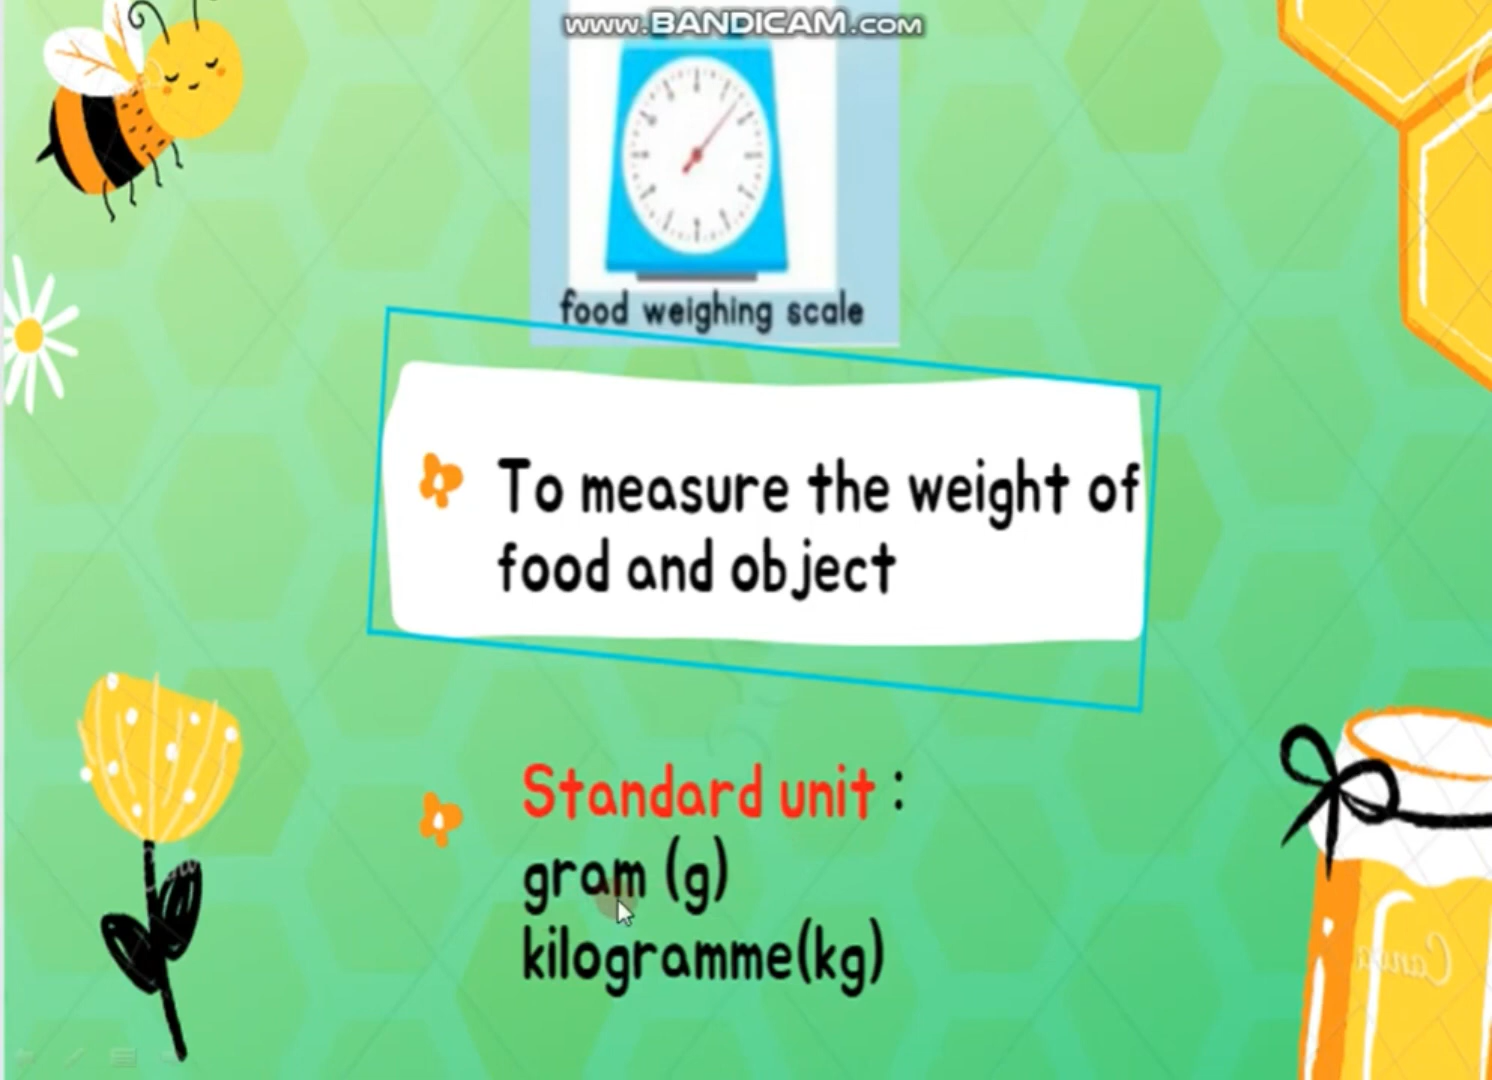 www.BANDICAM.com
food weighing scale
To measure the weight of
food and object
Standard unit :
gram (g)
kilogramme(kg)
Canva